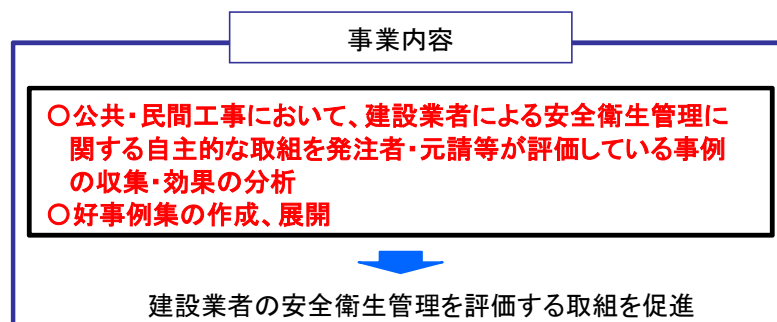 事業内容
○公共・民間工事において、建設業者による安全衛生管理に
関する自主的な取組を発注者・元請等が評価している事例
の収集・効果の分析
○好事例集の作成、展開
建設業者の安全衛生管理を評価する取組を促進